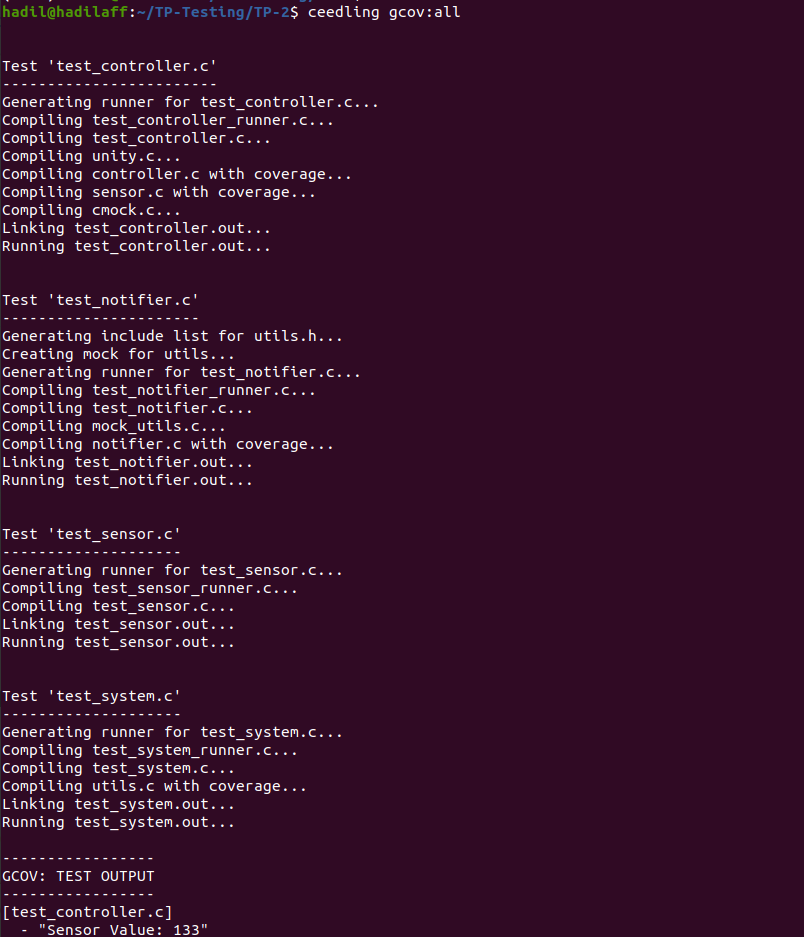 hadil@hadilaff:~/TP-Testing/TP-2$ ceedling gcov:all
Test 'test_controller.c'
------------------------
Generating runner for test_controller.c...
Compiling test_controller_runner.c...
Compiling test_controller.c...
Compiling unity.c...
Compiling controller.c with coverage...
Compiling sensor.c with coverage...
Compiling cmock.c...
Linking test_controller.out...
Running test_controller.out...
Test 'test_notifier.c'
----------------------
Generating include list for utils.h...
Creating mock for utils...
Generating runner for test_notifier.c...
Compiling test_notifier_runner.c...
Compiling test_notifier.c...
Compiling mock_utils.c...
Compiling notifier.c with coverage...
Linking test_notifier.out...
Running test_notifier.out...
Test 'test_sensor.c'
--------------------
Generating runner for test_sensor.c...
Compiling test_sensor_runner.c...
Compiling test_sensor.c...
Linking test_sensor.out...
Running test_sensor.out...
Test 'test_system.c'
--------------------
Generating runner for test_system.c...
Compiling test_system_runner.c...
Compiling test_system.c...
Compiling utils.c with coverage...
Linking test_system.out...
Running test_system.out...
-----------------
GCOV: TEST OUTPUT
-----------------
[test_controller.c]
  - "Sensor Value: 133"